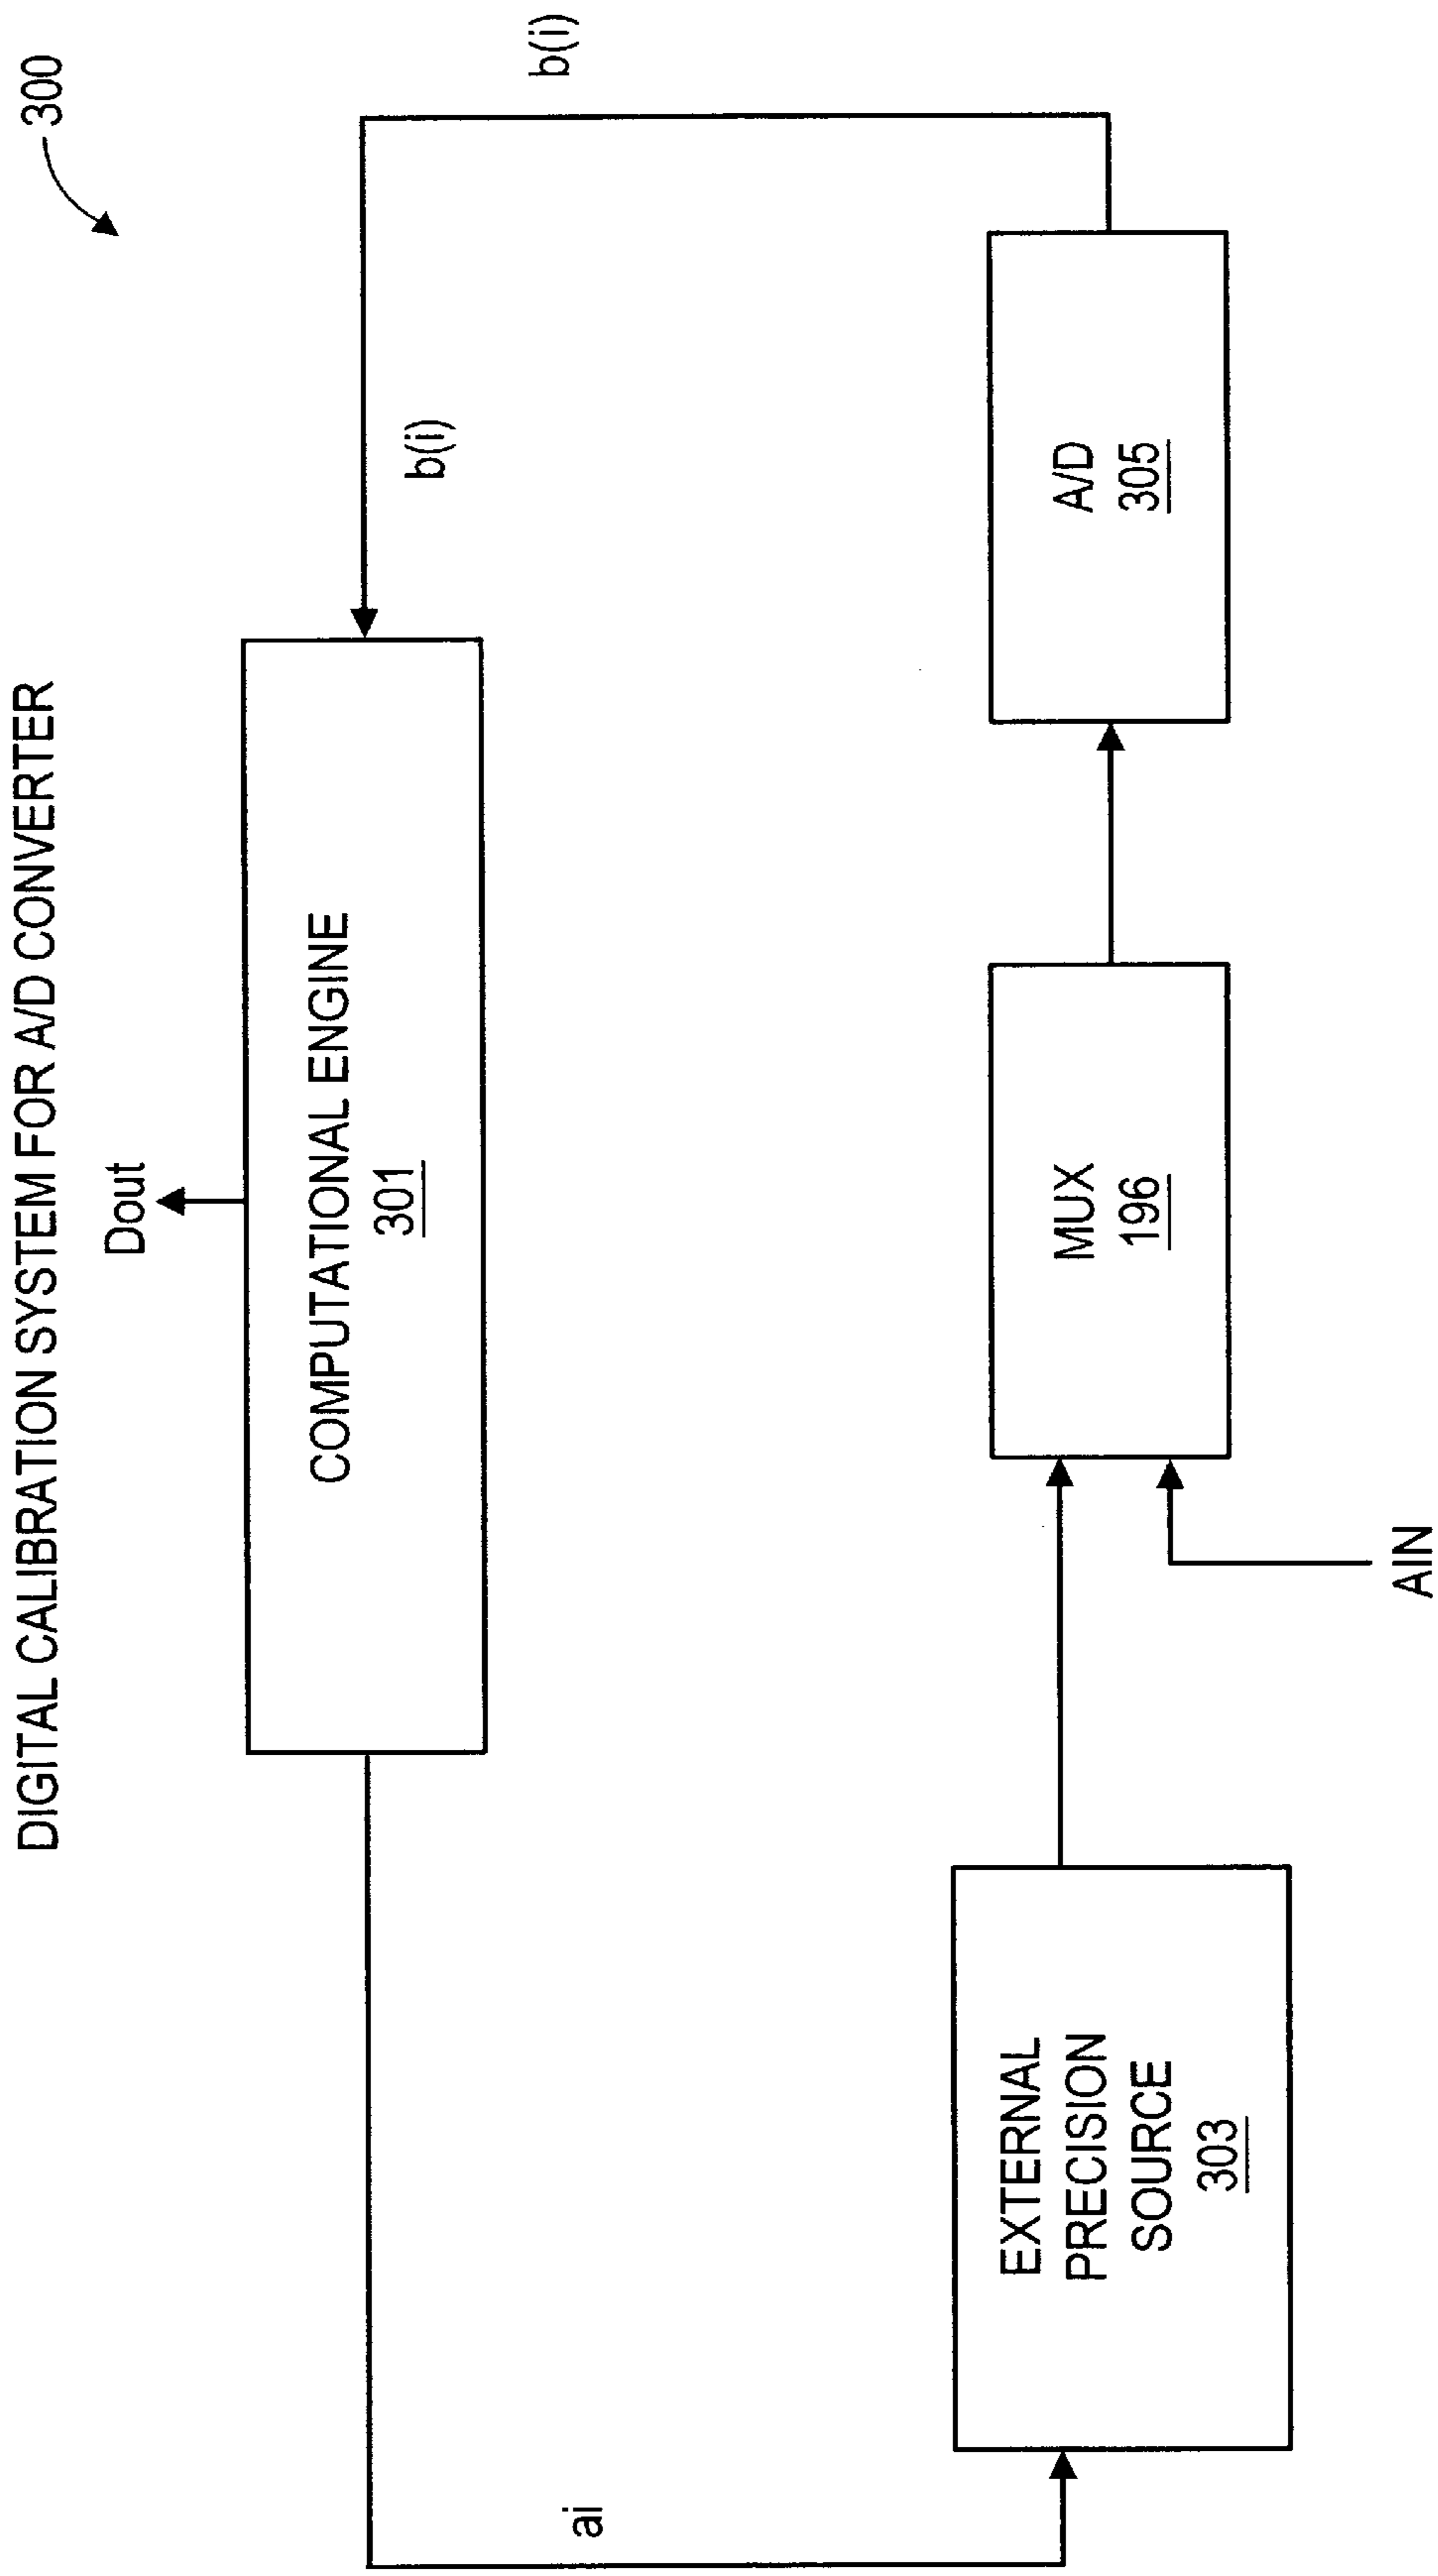 DIGITAL CALIBRATION SYSTEM FOR A/D CONVERTER
300
Dout
COMPUTATIONAL ENGINE
301
b(i)
b(i)
ai
EXTERNAL
PRECISION
SOURCE
303
MUX
196
A/D
305
AIN